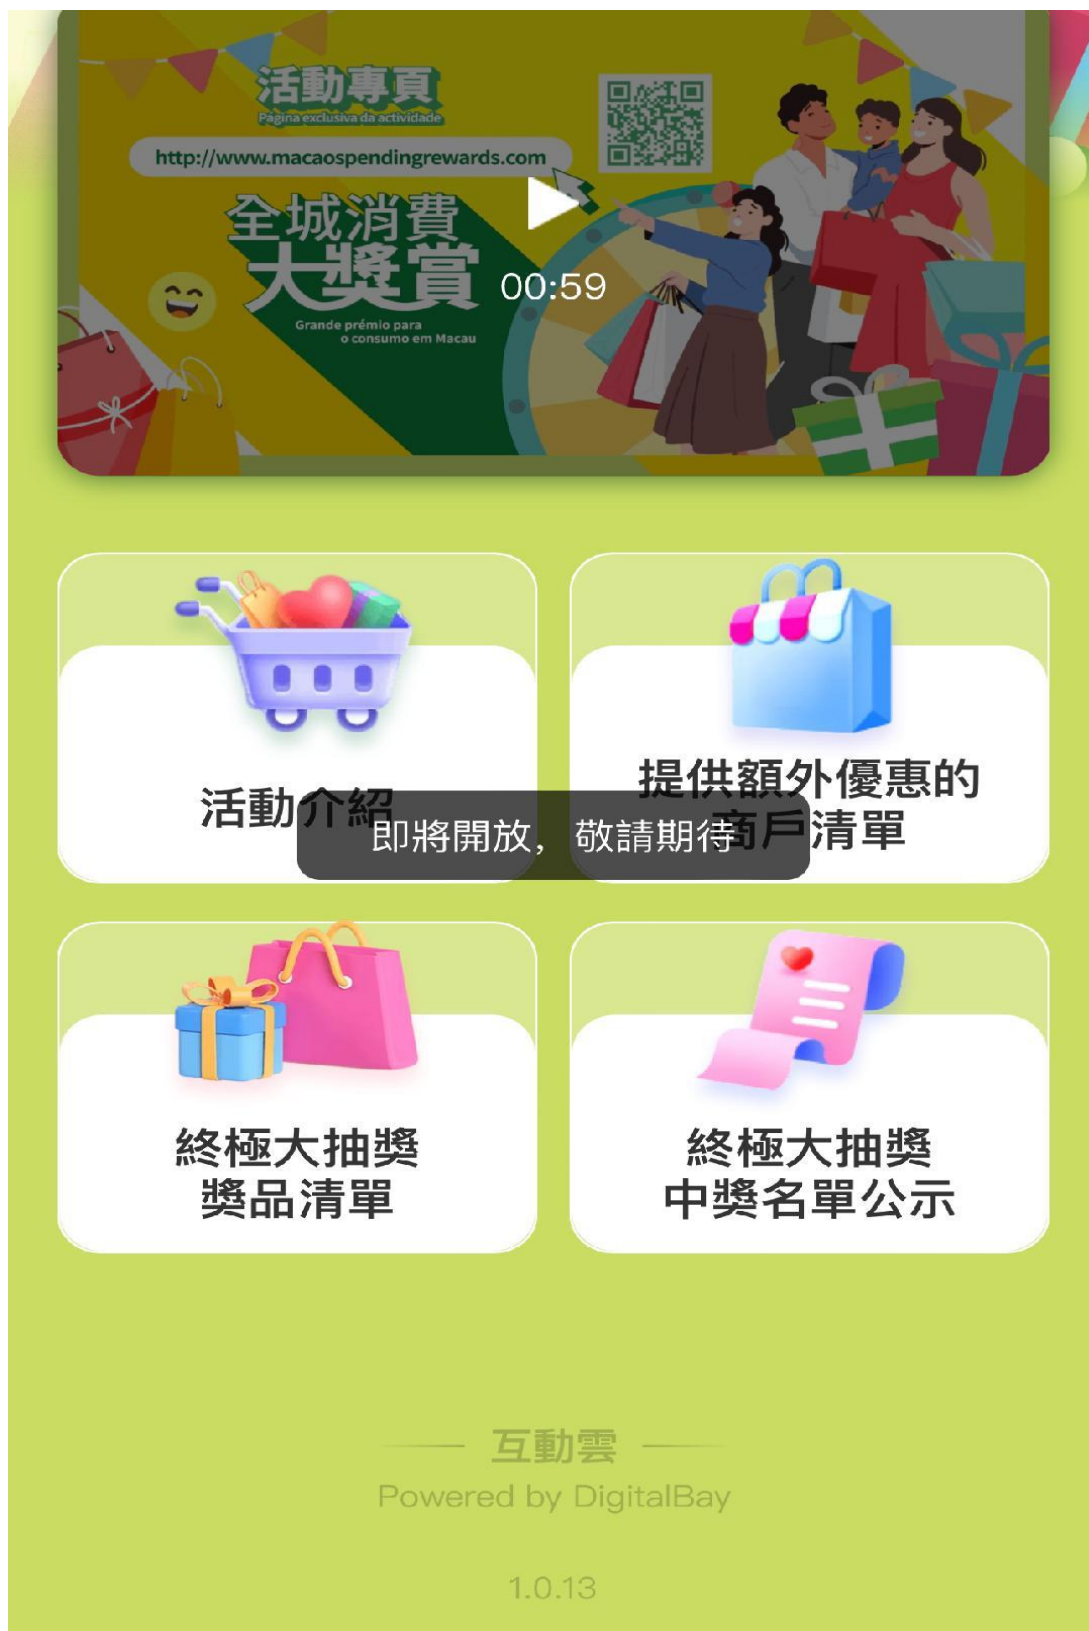 活動專頁
Página exclusiva da actividade
http://www.macaospendingrewards.com
全城消費
大獎賞
00:59
Grande prémio para
o consumo em Macau
活動介紹
提供額外優惠的
商戶清單
即將開放， 敬請期待
終極大抽獎
獎品清單
終極大抽獎
中獎名單公示
互動雲
Powered by DigitalBay
1.0.13